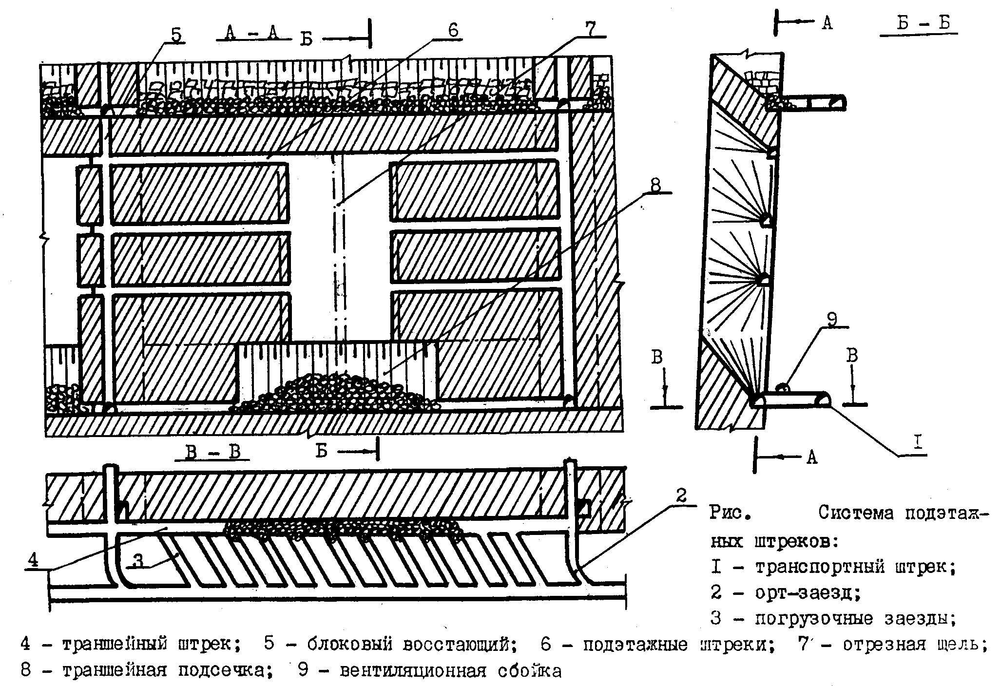 5
А - А
Б
6
7
А
Б - Б
8
9
В
В
I
В - В
Б
А
2
4
3
Рис. Система подэтаж-
ных штреков:
I - транспортный штрек;
2 - орт-заезд;
3 - погрузочные заезды;
4 - траншейный штрек; 5 - блоковый восстающий; 6 - подэтажные штреки; 7 - отрезная щель;
8 - траншейная подсечка; 9 - вентиляционная сбойка